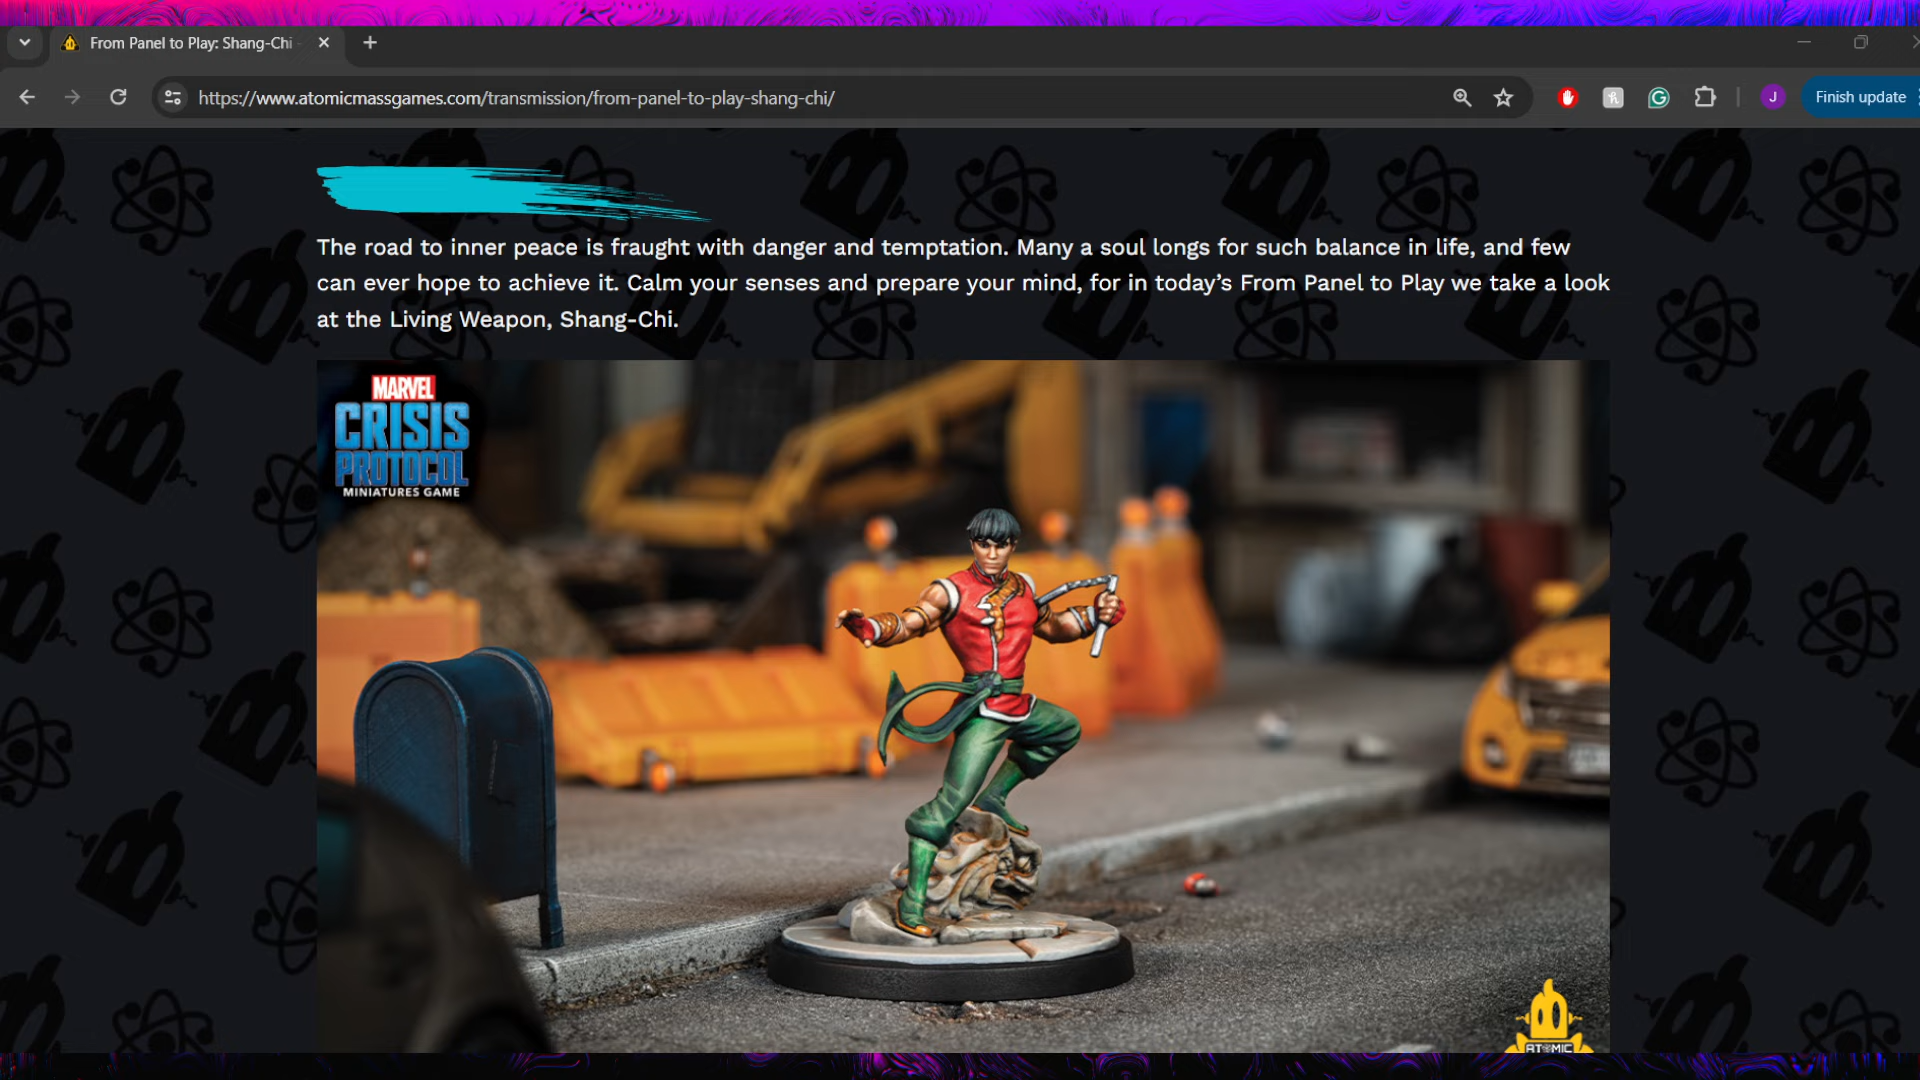 From Panel to Play: Shang-Chi -
https://www.atomicmassgames.com/transmission/from-panel-to-play-shang-chi/
J
Finish update
The road to inner peace is fraught with danger and temptation. Many a soul longs for such balance in life, and few
can ever hope to achieve it. Calm your senses and prepare your mind, for in today’s From Panel to Play we take a look
at the Living Weapon, Shang-Chi.
MARVEL
CRISIS
PROTOCOL
MINIATURES GAME
ATOMIC